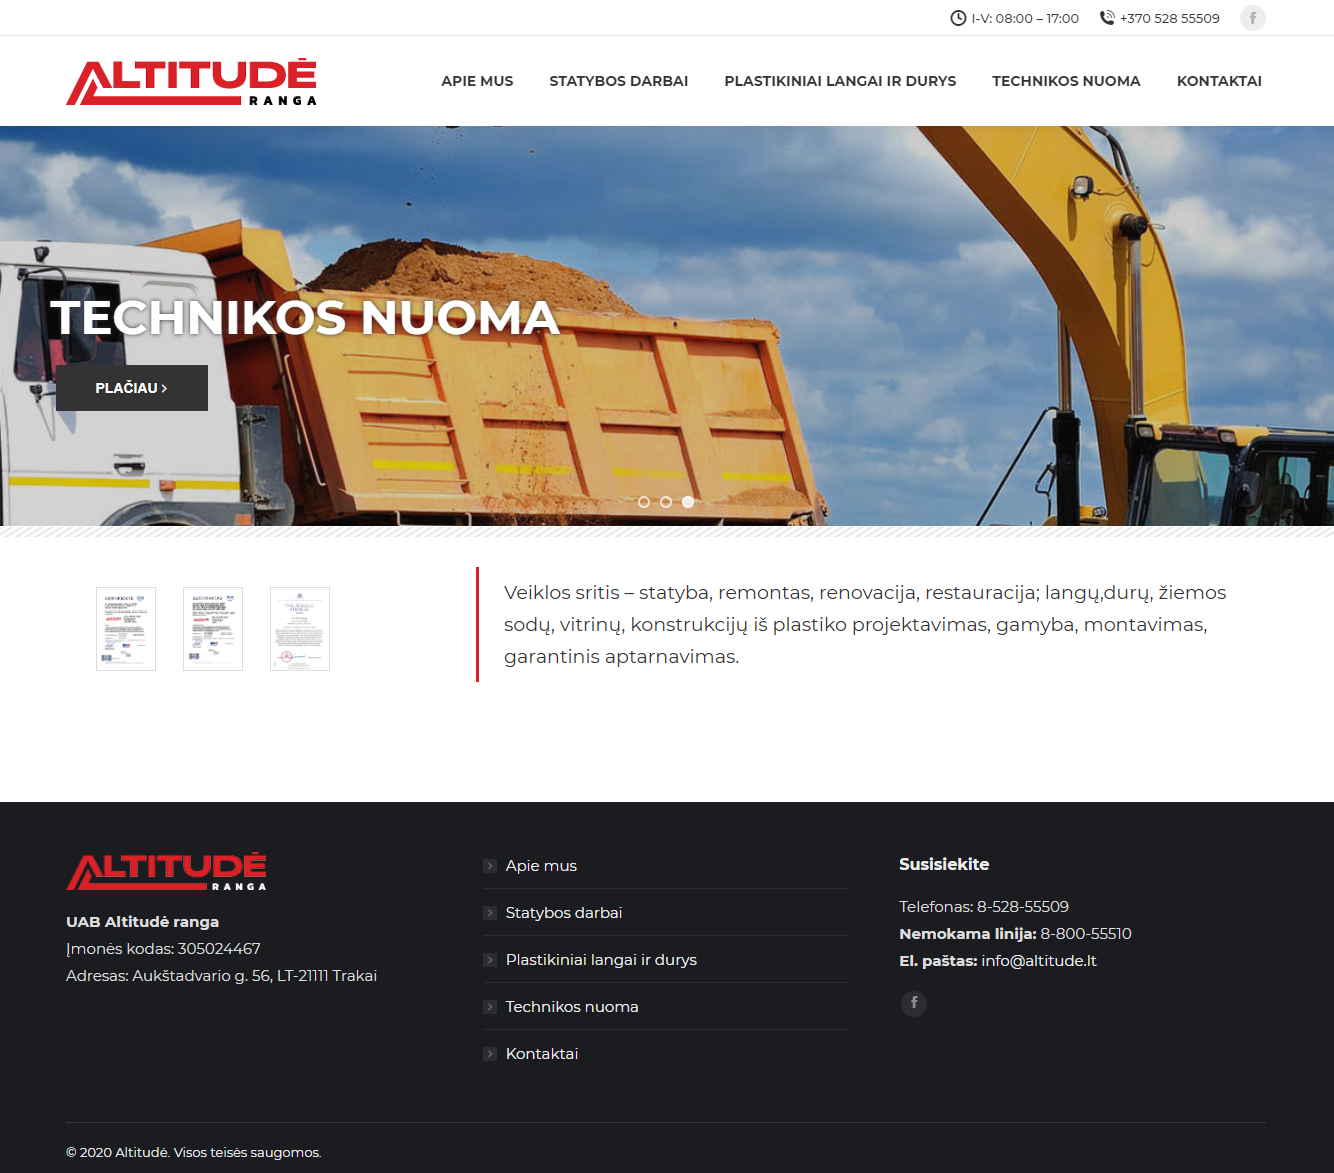 I-V: 08:00 – 17:00
+370 528 55509
ALTITUDĖ
RANGA
APIE MUS
STATYBOS DARBAI
PLASTIKINIAI LANGAI IR DURYS
TECHNIKOS NUOMA
KONTAKTAI
TECHNIKOS NUOMA
PLAČIAU
Veiklos sritis – statyba, remontas, renovacija, restauracija; langų,durų, žiemos
sodų, vitrinų, konstrukcijų iš plastiko projektavimas, gamyba, montavimas,
garantinis aptarnavimas.
ALTITUDĖ
RANGA
UAB Altitudė ranga
Įmonės kodas: 305024467
Adresas: Aukštadvario g. 56, LT-21111 Trakai
Apie mus
Statybos darbai
Plastikiniai langai ir durys
Technikos nuoma
Kontaktai
Susisiekite
Telefonas: 8-528-55509
Nemokama linija: 8-800-55510
El. paštas: info@altitude.lt
© 2020 Altitudė. Visos teisės saugomos.